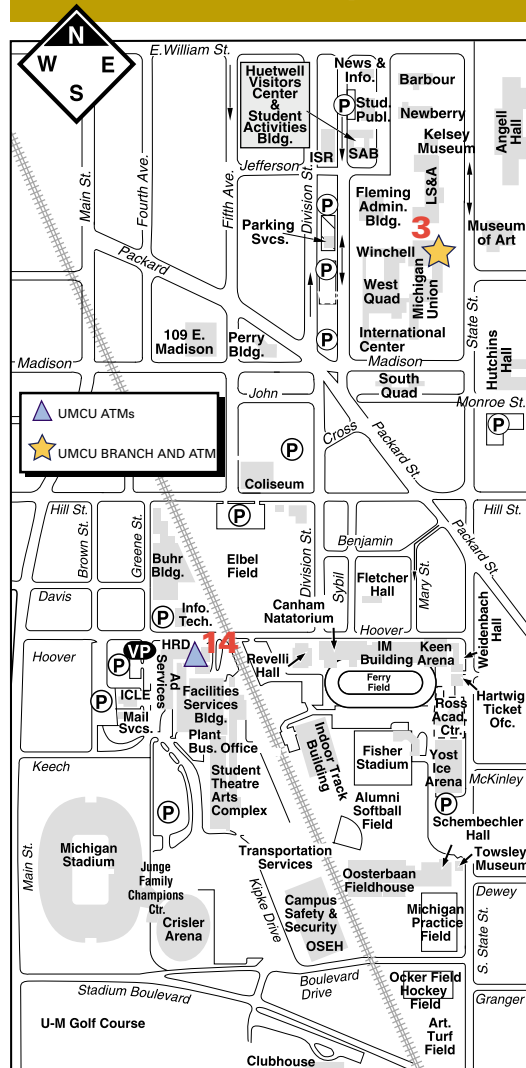 N
W E
S
E.William St.
News &
Info.
Huetwell
Visitors
Center
&
Student
Activities
Bldg.
Barbour
P
Stud.
Publ.
Newberry
Kelsey
Museum
Angell
Hall
ISR
SAB
Jefferson
Main St.
Fourth Ave.
Fifth Ave.
Division St.
LS&A
Fleming
Admin.
Bldg.
P
3
Museum
of Art
Parking
Svcs.
Winchell
Packard
P
West
Quad
Michigan
Union
State St.
109 E.
Madison
Perry
Bldg.
P
International
Center
Hutchins
Hall
Madison
Madison
South
Quad
John
Monroe St.
UMCU ATMs
P
Cross
Packard St.
UMCU BRANCH AND ATM
P
Coliseum
Hill St.
Hill St.
P
Brown St.
Greene St.
Division St.
Packard St.
Benjamin
Buhr
Bldg.
Elbel
Field
Sybil
Fletcher
Hall
Mary St.
Davis
P
Info.
Tech.
Canham
Natatorium
Hoover
Weidenbach
Hall
HRD
14
VP
Hoover
P
Revelli
Hall
IM
Building
Keen
Arena
Ad
Services
Ferry
Field
ICLE
P
Mail
Svcs.
Facilities
Services
Bldg.
Hartwig
Ticket
Ofc.
Ross
Acad.
Ctr.
Plant
Bus. Office
Indoor Track
Building
Fisher
Stadium
Yost
Ice
Arena
Keech
Student
Theatre
Arts
Complex
McKinley
P
Alumni
Softball
Field
P
Schembechler
Hall
Main St.
Michigan
Stadium
Transportation
Services
Towsley
Museum
Junge
Family
Champions
Ctr.
Oosterbaan
Fieldhouse
Kipke Drive
Dewey
Crisler
Arena
Campus
Safety &
Security
OSEH
Michigan
Practice
Field
S. State St.
Stadium Boulevard
Boulevard
Drive
Ocker Field
Hockey
Field
Granger
U-M Golf Course
Art.
Turf
Field
Clubhouse